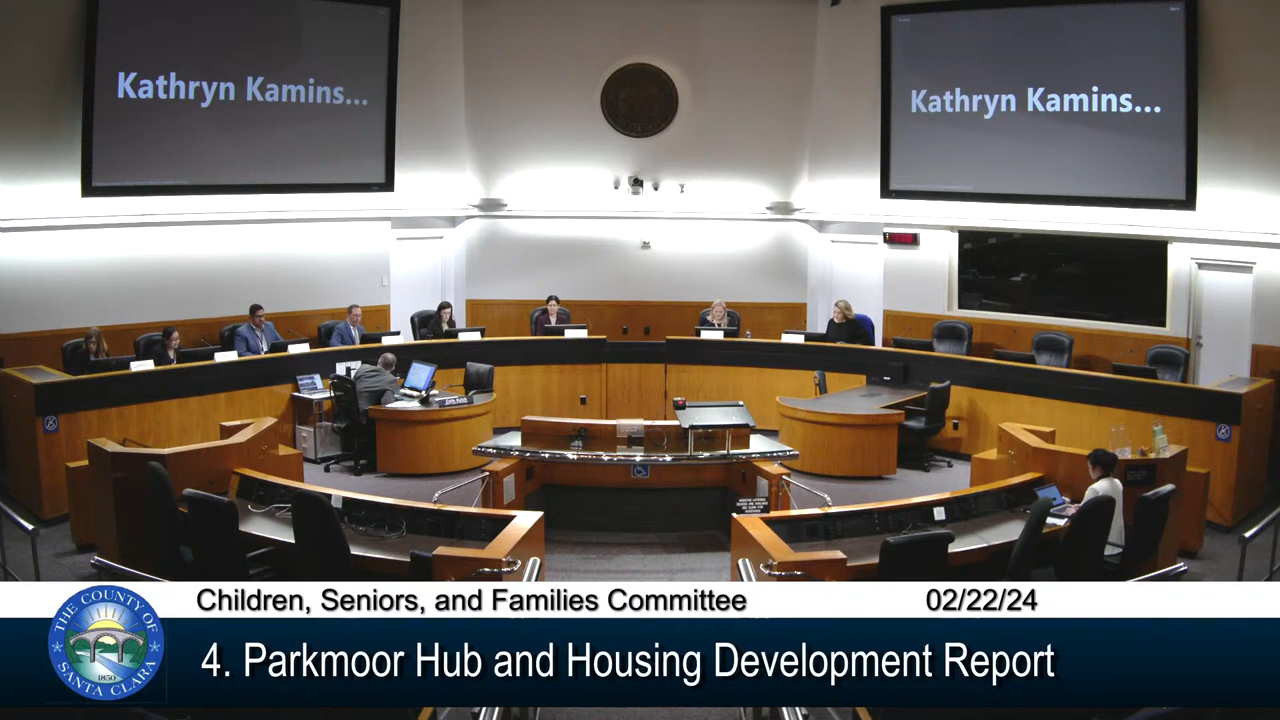 Kathryn Kamins...
Kathryn Kamins...
Children, Seniors, and Families Committee
02/22/24
4. Parkmoor Hub and Housing Development Report
THE COUNTY OF
SANTA CLARA
1850